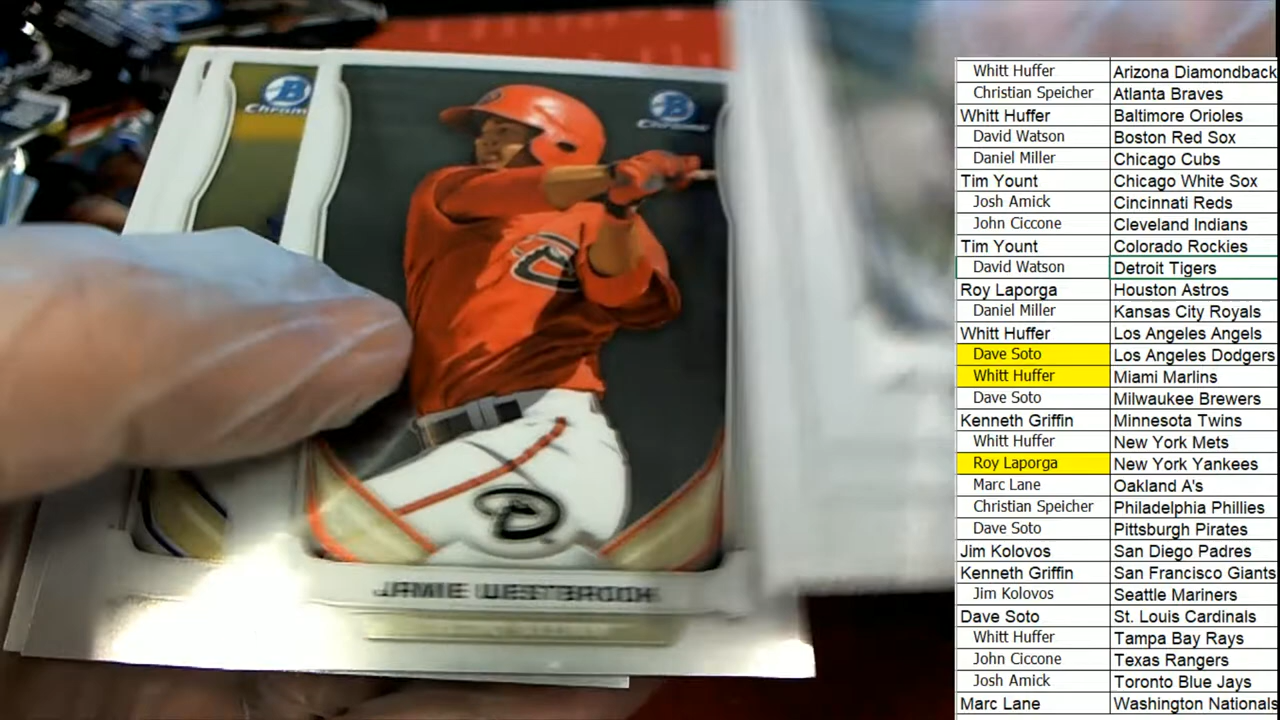 B
Chrome
B
Chrome
JAMIE WESTBROOK
Whitt Huffer Arizona Diamondback
Christian Speicher Atlanta Braves
Whitt Huffer Baltimore Orioles
David Watson Boston Red Sox
Daniel Miller Chicago Cubs
Tim Yount Chicago White Sox
Josh Amick Cincinnati Reds
John Ciccone Cleveland Indians
Tim Yount Colorado Rockies
David Watson Detroit Tigers
Roy Laporga Houston Astros
Daniel Miller Kansas City Royals
Whitt Huffer Los Angeles Angels
Dave Soto Los Angeles Dodgers
Whitt Huffer Miami Marlins
Dave Soto Milwaukee Brewers
Kenneth Griffin Minnesota Twins
Whitt Huffer New York Mets
Roy Laporga New York Yankees
Marc Lane Oakland A's
Christian Speicher Philadelphia Phillies
Dave Soto Pittsburgh Pirates
Jim Kolovos San Diego Padres
Kenneth Griffin San Francisco Giants
Jim Kolovos Seattle Mariners
Dave Soto St. Louis Cardinals
Whitt Huffer Tampa Bay Rays
John Ciccone Texas Rangers
Josh Amick Toronto Blue Jays
Marc Lane Washington Nationals